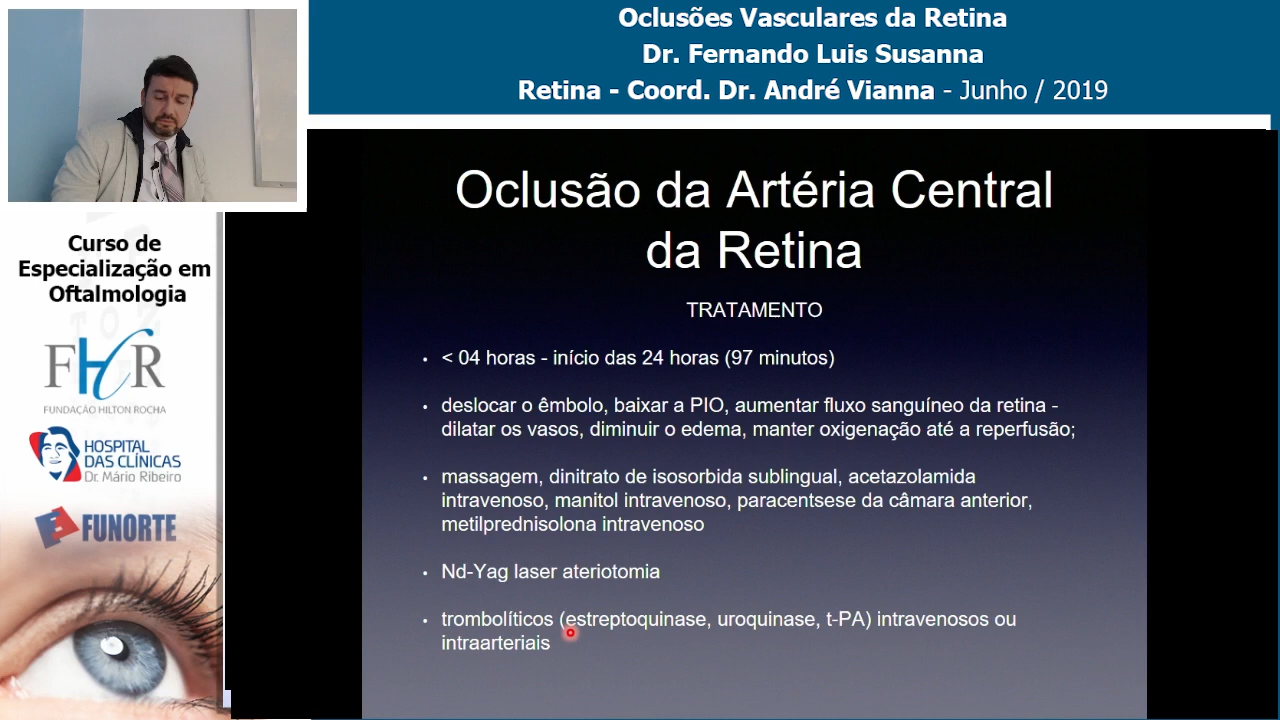 Oclusões Vasculares da Retina
Dr. Fernando Luis Susanna
Retina - Coord. Dr. André Vianna - Junho / 2019
Curso de
Especialização em
Oftalmologia
FHR
FUNDAÇÃO HILTON ROCHA
HOSPITAL
DAS CLÍNICAS
Dr. Mário Ribeiro
FUNORTE
Oclusão da Artéria Central
da Retina
TRATAMENTO
• < 04 horas - início das 24 horas (97 minutos)
• deslocar o êmbolo, baixar a PIO, aumentar fluxo sanguíneo da retina -
dilatar os vasos, diminuir o edema, manter oxigenação até a reperfusão;
• massagem, dinitrato de isosorbida sublingual, acetazolamida
intravenoso, manitol intravenoso, paracentsese da câmara anterior,
metilprednisolona intravenoso
• Nd-Yag laser ateriotomia
• trombolíticos (estreptoquinase, uroquinase, t-PA) intravenosos ou
intraarteriais